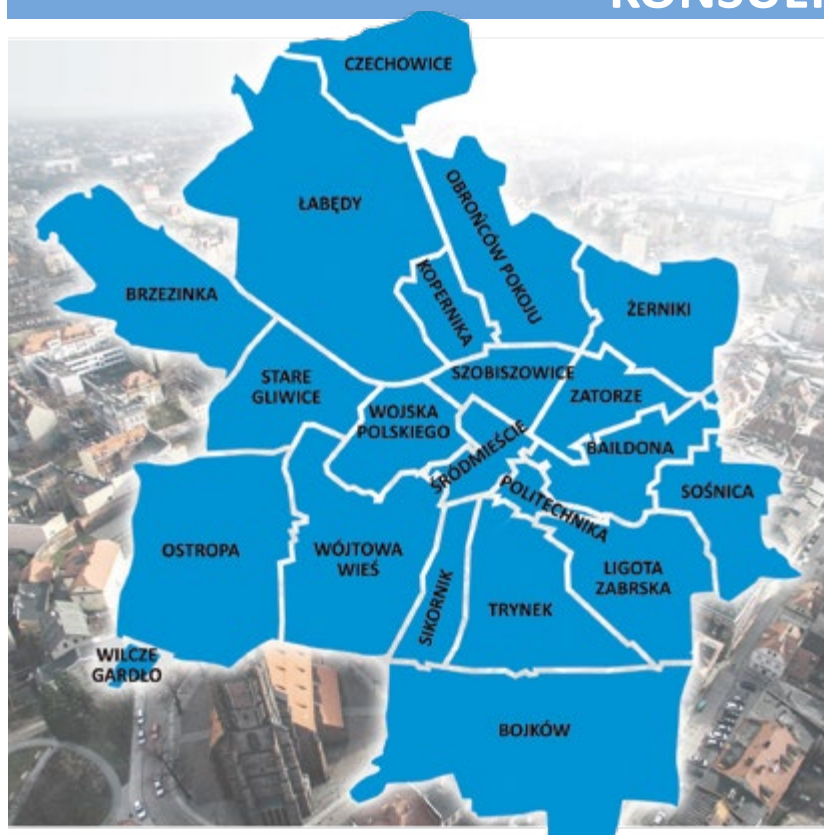 CZECHOWICE
ŁABĘDY
OBROŃCÓW POKOJU
KOPERNIKA
BRZEZINKA
ŻERNIKI
STARE
GLIWICE
SZOBISZOWICE
ZATORZE
WOJSKA
POLSKIEGO
ŚRÓDMIEŚCIE
BAILDONA
POLITECHNIKA
SOŚNICA
OSTROPA
WÓJTOWA
WIEŚ
SIKORNIK
TRYNEK
LIGOTA
ZABRSKA
WILCZE
GARDŁO
BOJKÓW